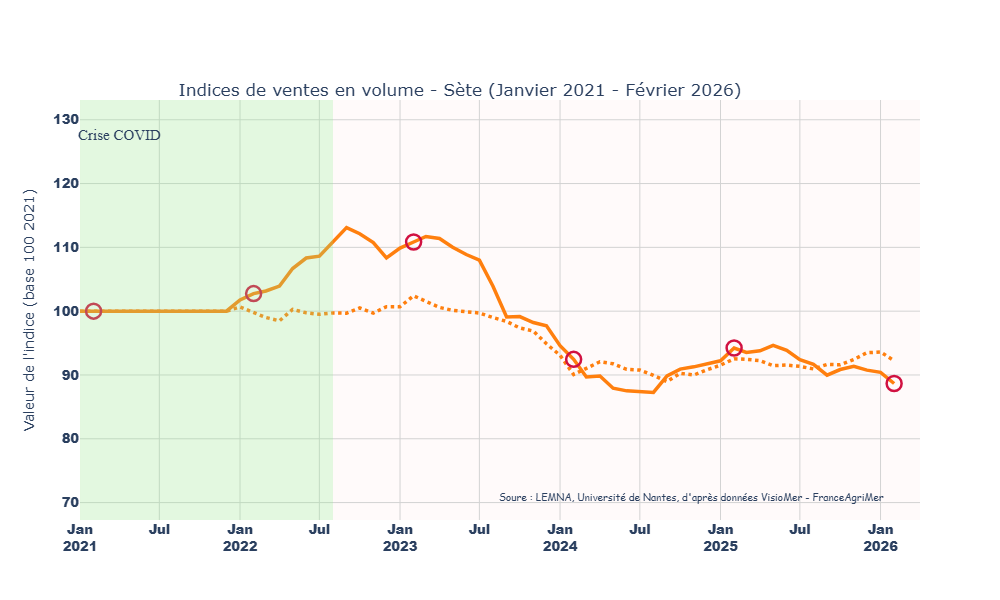 Indices de ventes en volume - Sète (Janvier 2021 - Février 2026)
130
Crise COVID
120
110
100
90
80
70
Valeur de l'indice (base 100 2021)
Soure : LEMNA, Université de Nantes, d'après données VisioMer - FranceAgriMer
Jan Jul Jan Jul Jan Jul Jan Jul Jan Jul Jan
2021 2022 2023 2024 2025 2026